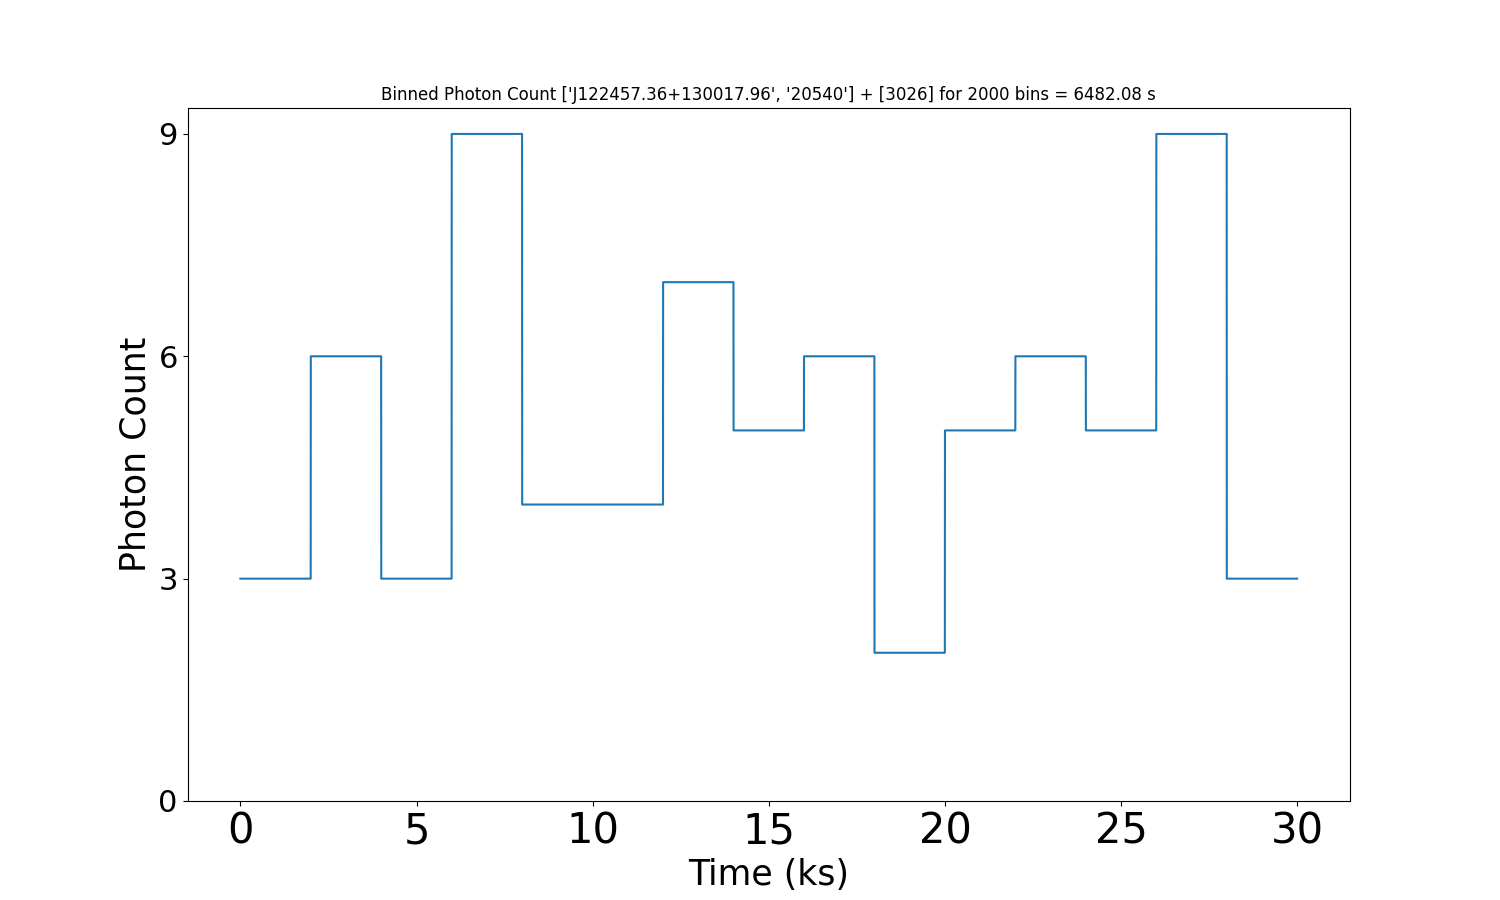 Binned Photon Count ['J122457.36+130017.96', '20540'] + [3026] for 2000 bins = 6482.08 s
9
6
3
0
Photon Count
0 5 10 15 20 25 30
Time (ks)